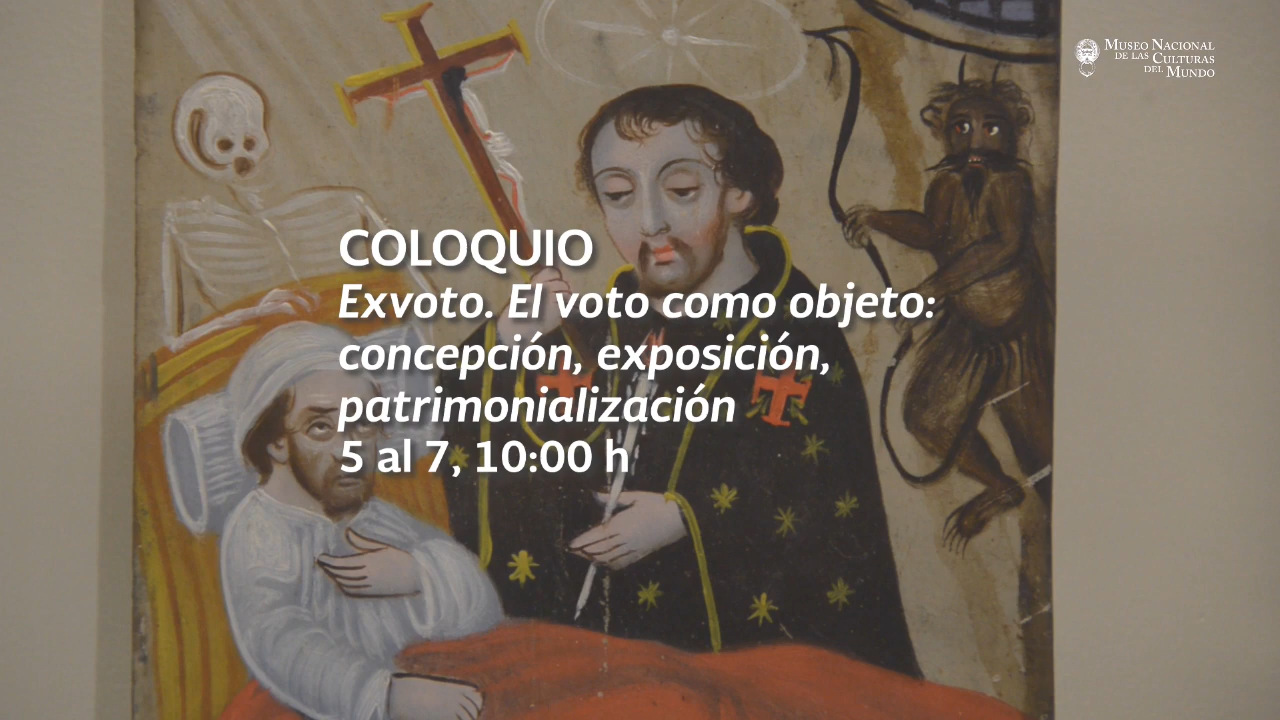 MUSEO NACIONAL
DE LAS CULTURAS
DEL MUNDO
COLOQUIO
Exvoto. El voto como objeto:
concepción, exposición,
patrimonialización
5 al 7, 10:00 h